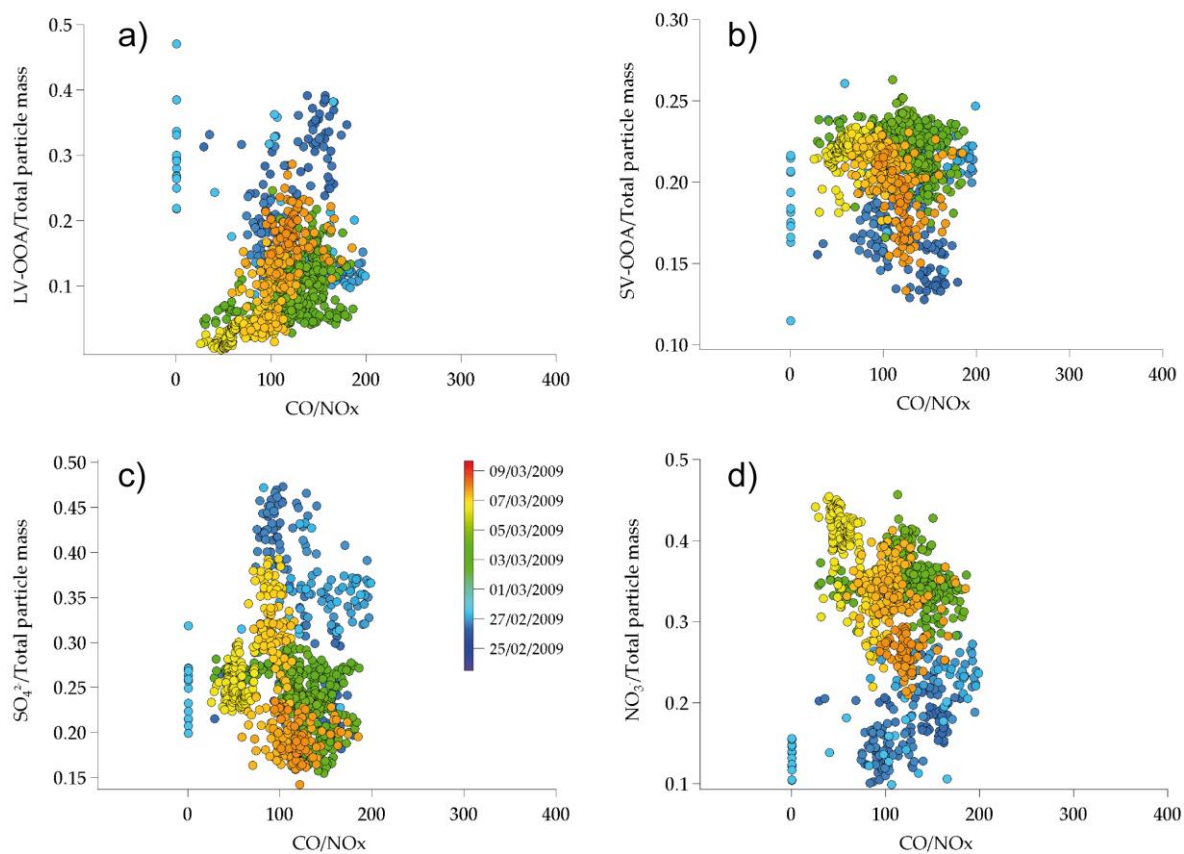 a)
0.5
0.4
0.3
0.2
0.1
LV-OOA/Total particle mass
0 100 200 300 400
CO/NOx
b)
0.30
0.25
0.20
0.15
0.10
SV-OOA/Total particle mass
0 100 200 300 400
CO/NOx
c)
0.50
0.45
0.40
0.35
0.30
0.25
0.20
0.15
SO₄²⁻/Total particle mass
09/03/2009
07/03/2009
05/03/2009
03/03/2009
01/03/2009
27/02/2009
25/02/2009
0 100 200 300 400
CO/NOx
d)
0.5
0.4
0.3
0.2
0.1
NO₃⁻/Total particle mass
0 100 200 300 400
CO/NOx